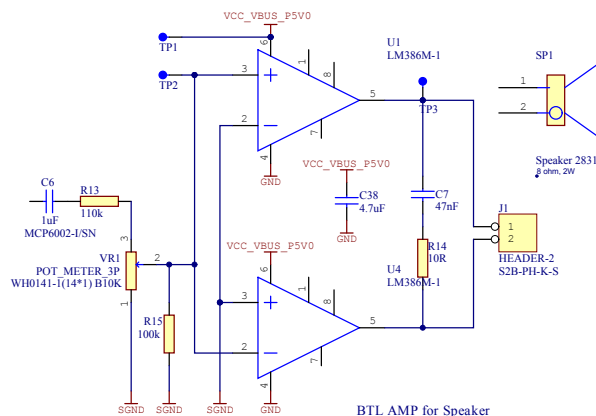 VCC_VBUS_P5V0
TP1
TP2
6
3
2
4
1
8
7
5
U1
LM386M-1
GND
TP3
SP1
1
2
Speaker 2831
8 ohm, 2W
VCC_VBUS_P5V0
C38
4.7uF
GND
C7
47nF
R14
10R
J1
1
2
HEADER-2
S2B-PH-K-S
C6
1uF
MCP6002-I/SN
R13
110k
3
VR1
2
POT_METER_3P
WH0141-1(14*1) B10K
1
R15
100k
VCC_VBUS_P5V0
6
3
2
4
1
8
7
5
U4
LM386M-1
SGND
SGND
SGND
GND
BTL AMP for Speaker